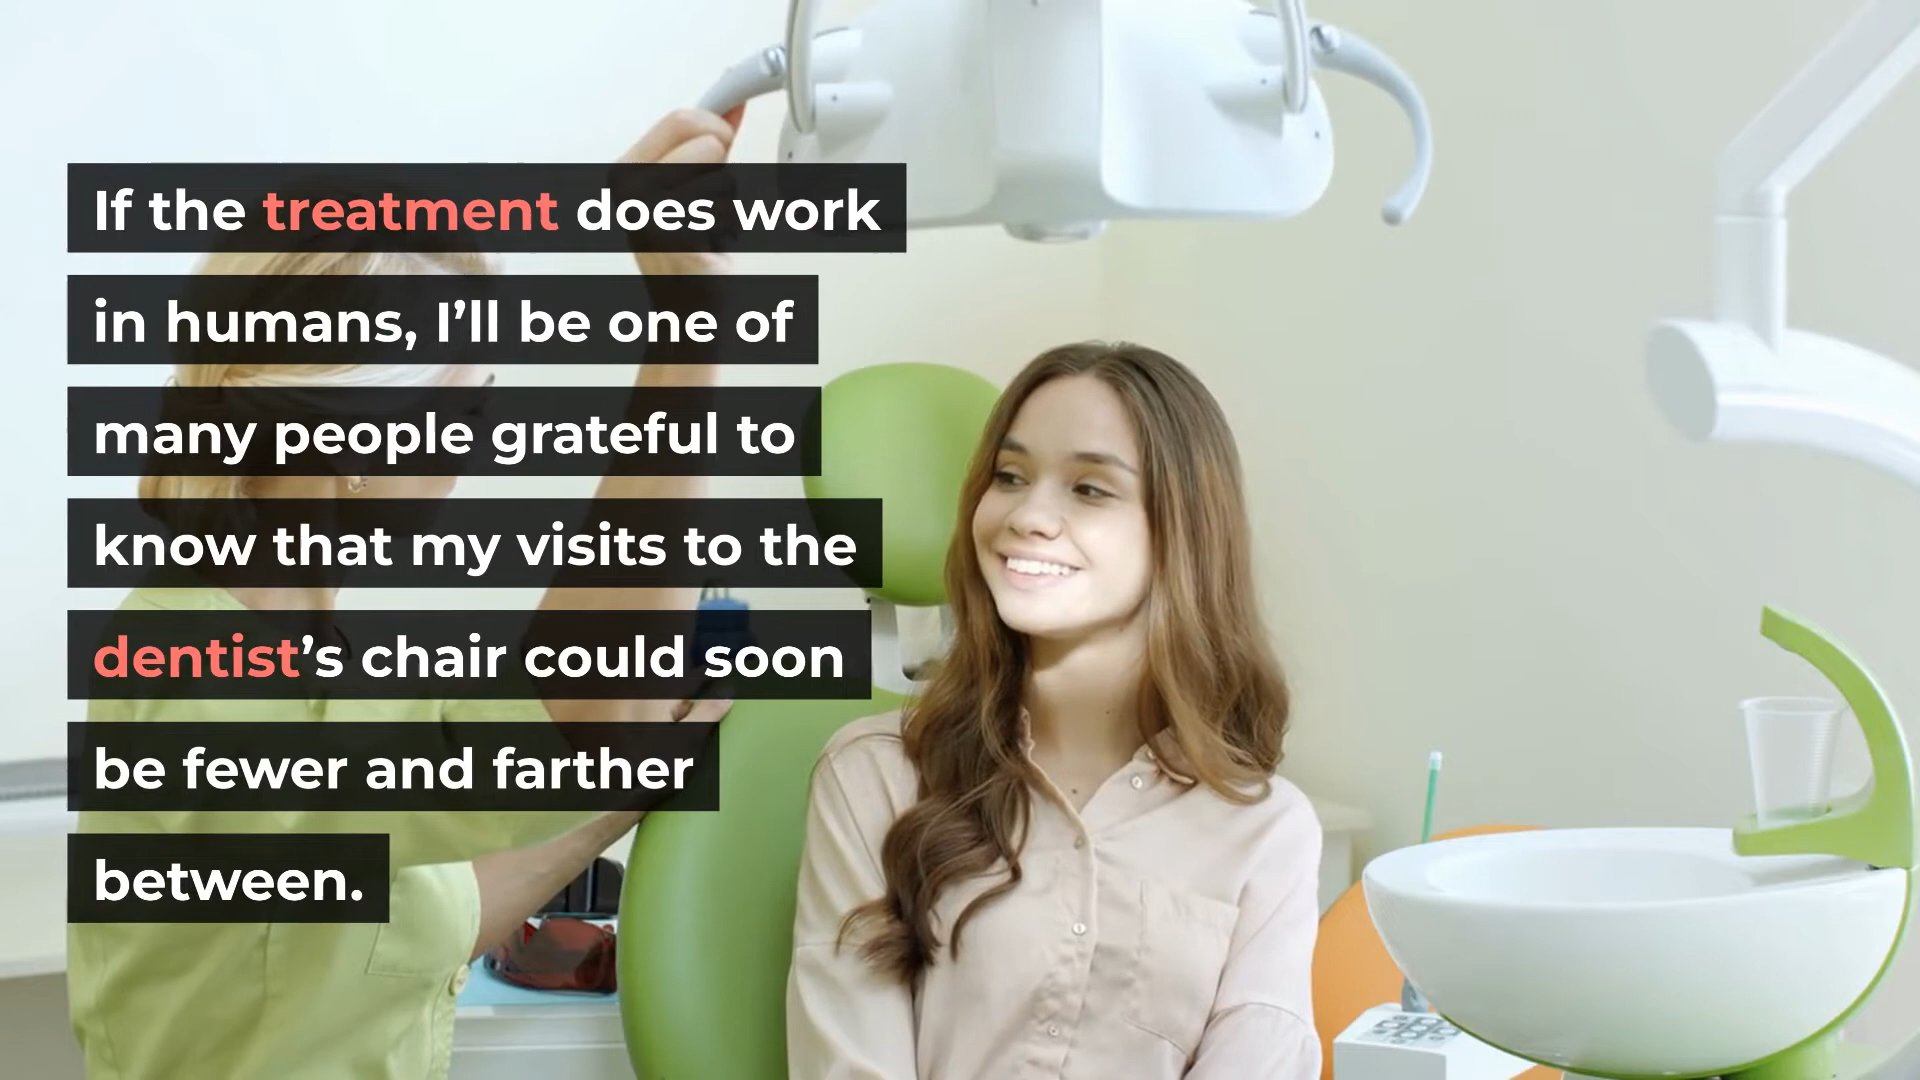 If the treatment does work
in humans, I’ll be one of
many people grateful to
know that my visits to the
dentist’s chair could soon
be fewer and farther
between.